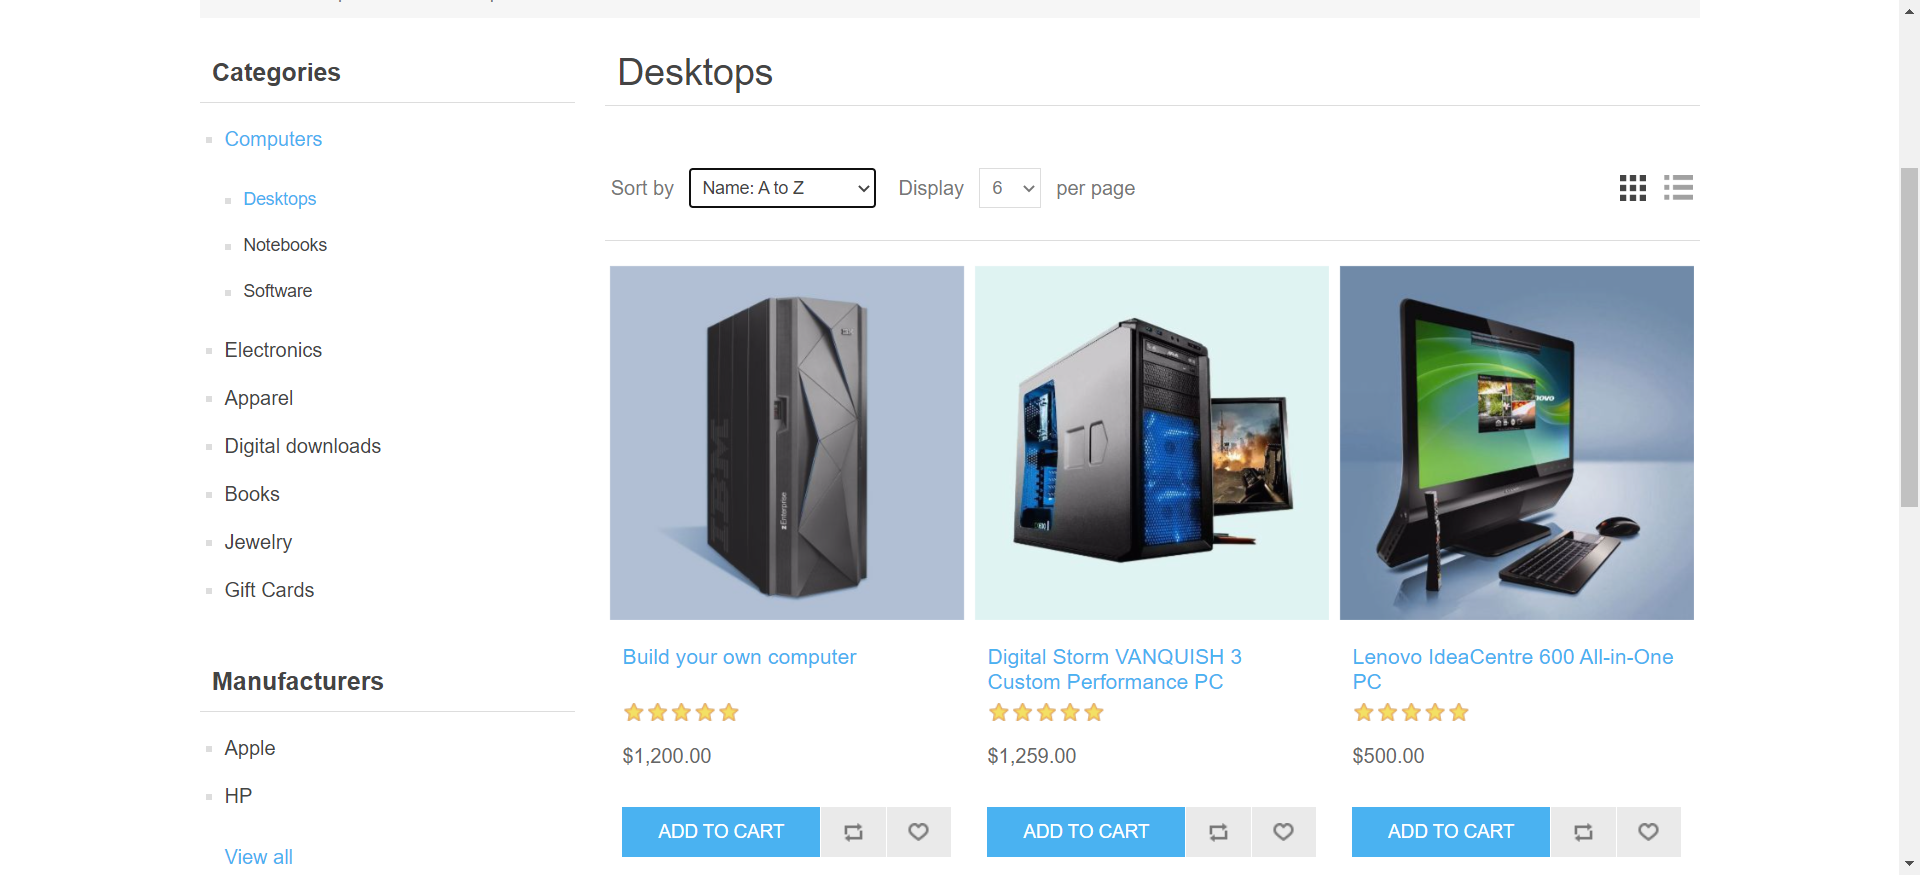 Categories
Computers
Desktops
Notebooks
Software
Electronics
Apparel
Digital downloads
Books
Jewelry
Gift Cards
Manufacturers
Apple
HP
View all
Desktops
Sort by Name: A to Z Display 6 per page
IBM
zEnterprise
Build your own computer
$1,200.00
ADD TO CART
Digital Storm VANQUISH 3
Custom Performance PC
$1,259.00
ADD TO CART
Lenovo IdeaCentre 600 All-in-One
PC
$500.00
ADD TO CART